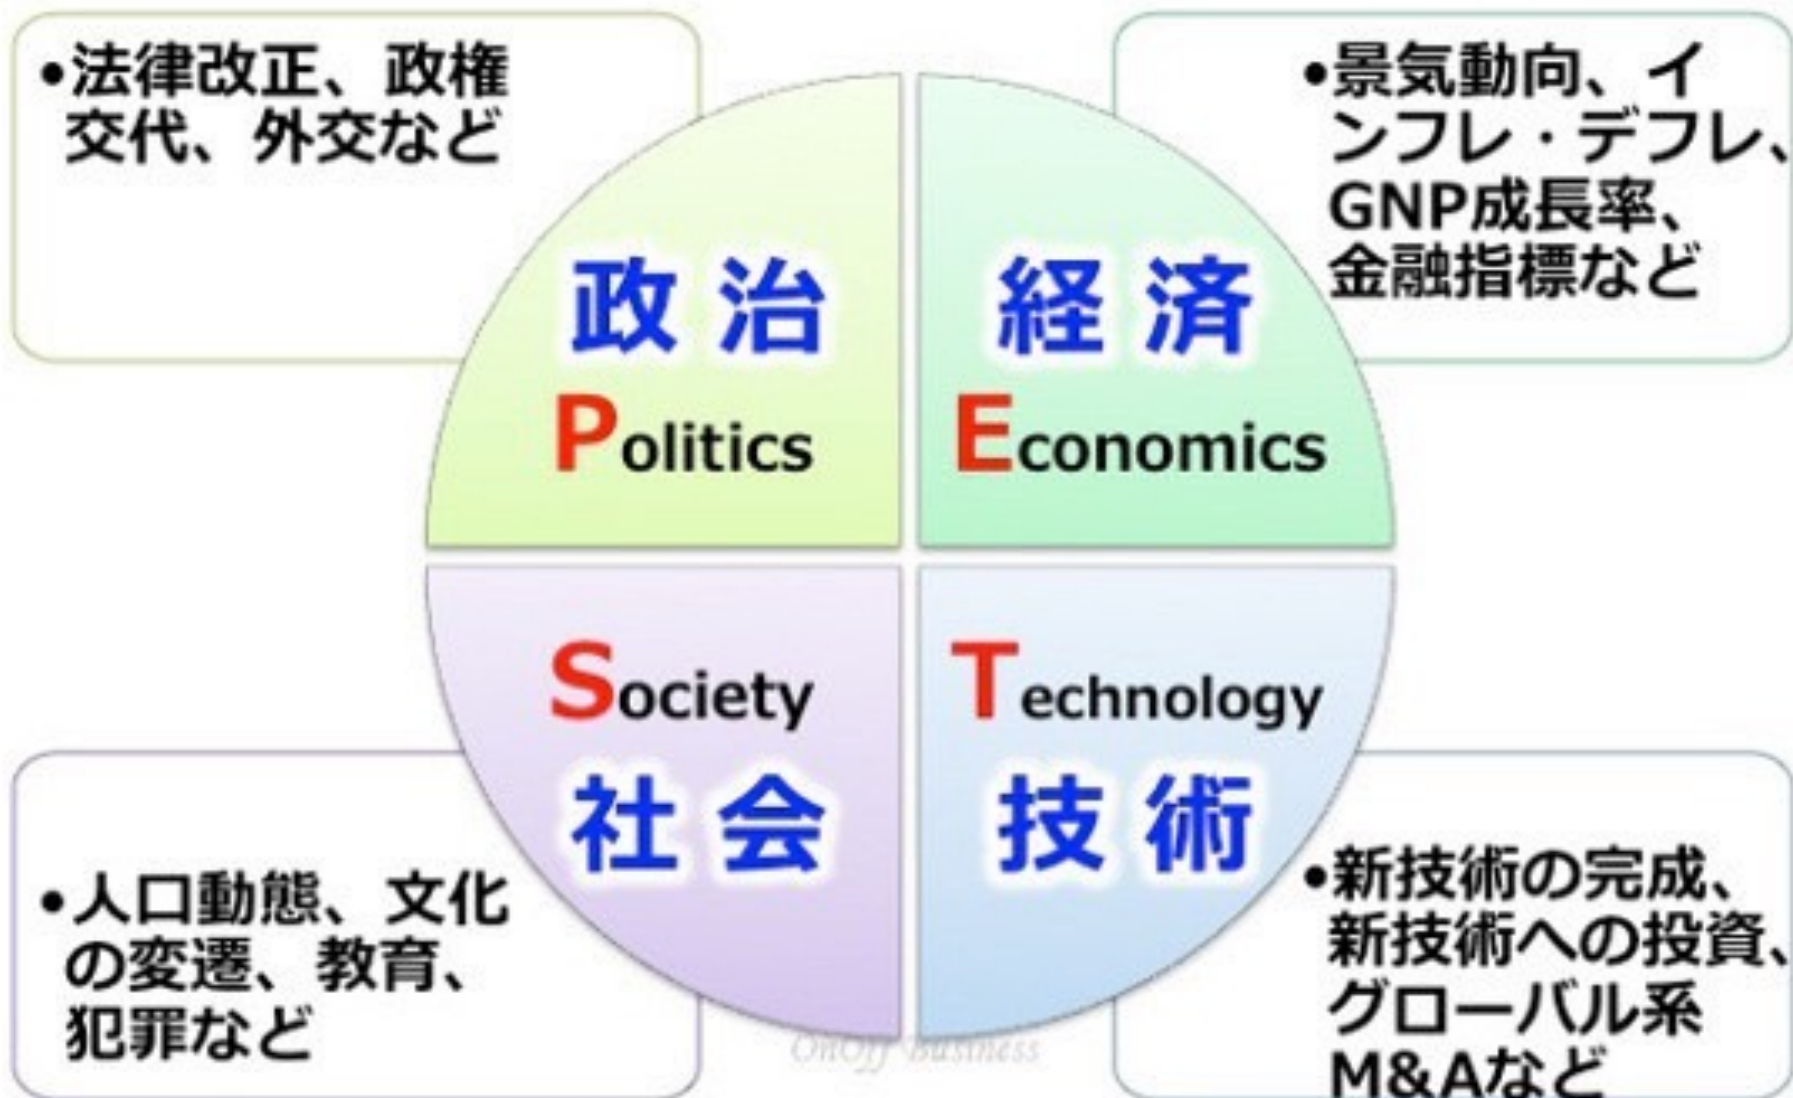 •法律改正、政権
交代、外交など
•景気動向、イ
ンフレ・デフレ、
GNP成長率、
金融指標など
政治
Politics
経済
Economics
Society
社会
Technology
技術
•人口動態、文化
の変遷、教育、
犯罪など
•新技術の完成、
新技術への投資、
グローバル系
M&Aなど
OnOff Business